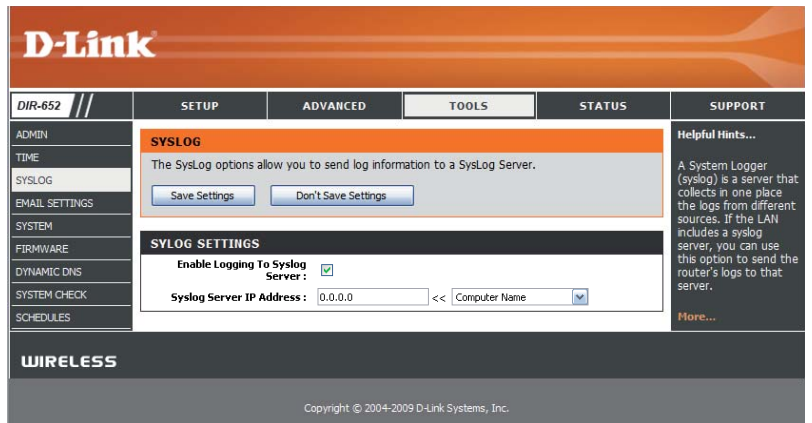 D-Link
DIR-652
SETUP
ADVANCED
TOOLS
STATUS
SUPPORT
ADMIN
TIME
SYSLOG
EMAIL SETTINGS
SYSTEM
FIRMWARE
DYNAMIC DNS
SYSTEM CHECK
SCHEDULES
SYSLOG
The SysLog options allow you to send log information to a SysLog Server.
Save Settings
Don't Save Settings
SYLOG SETTINGS
Enable Logging To Syslog
Server :
Syslog Server IP Address : 0.0.0.0 << Computer Name
Helpful Hints...
A System Logger
(syslog) is a server that
collects in one place
the logs from different
sources. If the LAN
includes a syslog
server, you can use
this option to send the
router's logs to that
server.
More...
WIRELESS
Copyright © 2004-2009 D-Link Systems, Inc.